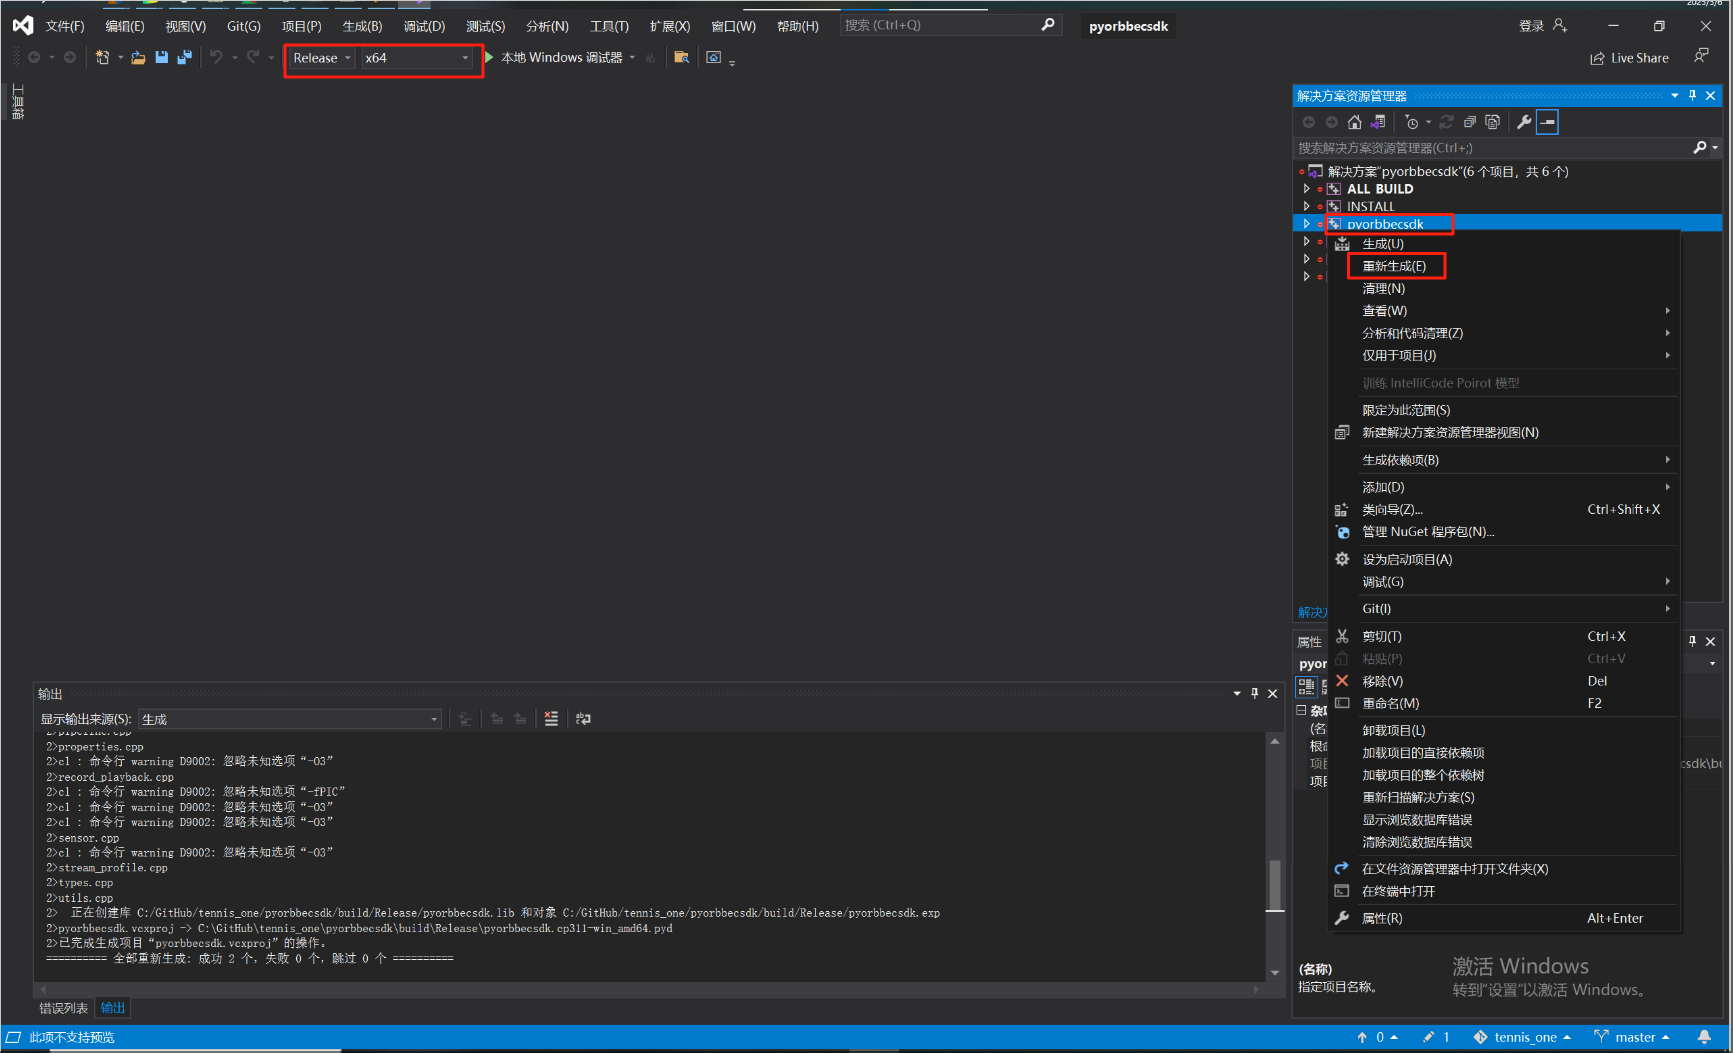 2025/5/6
文件(F) 编辑(E) 视图(V) Git(G) 项目(P) 生成(B) 调试(D) 测试(S) 分析(N) 工具(T) 扩展(X) 窗口(W) 帮助(H) 搜索 (Ctrl+Q) pyorbbecsdk 登录
Release x64 本地 Windows 调试器 Live Share
工具箱
解决方案资源管理器
搜索解决方案资源管理器(Ctrl+;)
解决方案"pyorbbecsdk"(6 个项目，共 6 个)
ALL BUILD
INSTALL
pyorbbecsdk
生成(U)
重新生成(E)
清理(N)
查看(W)
分析和代码清理(Z)
仅用于项目(J)
训练 IntelliCode Poirot 模型
限定为此范围(S)
新建解决方案资源管理器视图(N)
生成依赖项(B)
添加(D)
类向导(Z)... Ctrl+Shift+X
管理 NuGet 程序包(N)...
设为启动项目(A)
调试(G)
Git(I)
剪切(T) Ctrl+X
粘贴(P) Ctrl+V
移除(V) Del
重命名(M) F2
卸载项目(L)
加载项目的直接依赖项
加载项目的整个依赖树
重新扫描解决方案(S)
显示浏览数据库错误
清除浏览数据库错误
在文件资源管理器中打开文件夹(X)
在终端中打开
属性(R) Alt+Enter
解决方
属性
pyor
杂项
(名
根命
项目
项目
csdk\bu
(名称)
指定项目名称。
激活 Windows
转到"设置"以激活 Windows。
输出
显示输出来源(S): 生成
2>pipeline.cpp
2>properties.cpp
2>cl : 命令行 warning D9002: 忽略未知选项“-O3”
2>record_playback.cpp
2>cl : 命令行 warning D9002: 忽略未知选项“-fPIC”
2>cl : 命令行 warning D9002: 忽略未知选项“-O3”
2>cl : 命令行 warning D9002: 忽略未知选项“-O3”
2>sensor.cpp
2>cl : 命令行 warning D9002: 忽略未知选项“-O3”
2>stream_profile.cpp
2>types.cpp
2>utils.cpp
2> 正在创建库 C:/GitHub/tennis_one/pyorbbecsdk/build/Release/pyorbbecsdk.lib 和对象 C:/GitHub/tennis_one/pyorbbecsdk/build/Release/pyorbbecsdk.exp
2>pyorbbecsdk.vcxproj -> C:\GitHub\tennis_one\pyorbbecsdk\build\Release\pyorbbecsdk.cp311-win_amd64.pyd
2>已完成生成项目“pyorbbecsdk.vcxproj”的操作。
========== 全部重新生成: 成功 2 个，失败 0 个，跳过 0 个 ==========
错误列表 输出
此项不支持预览 0 1 tennis_one master